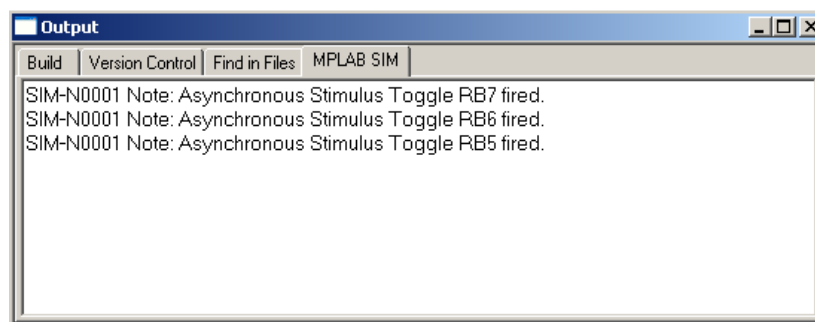 Output
Build Version Control Find in Files MPLAB SIM
SIM-N0001 Note: Asynchronous Stimulus Toggle RB7 fired.
SIM-N0001 Note: Asynchronous Stimulus Toggle RB6 fired.
SIM-N0001 Note: Asynchronous Stimulus Toggle RB5 fired.